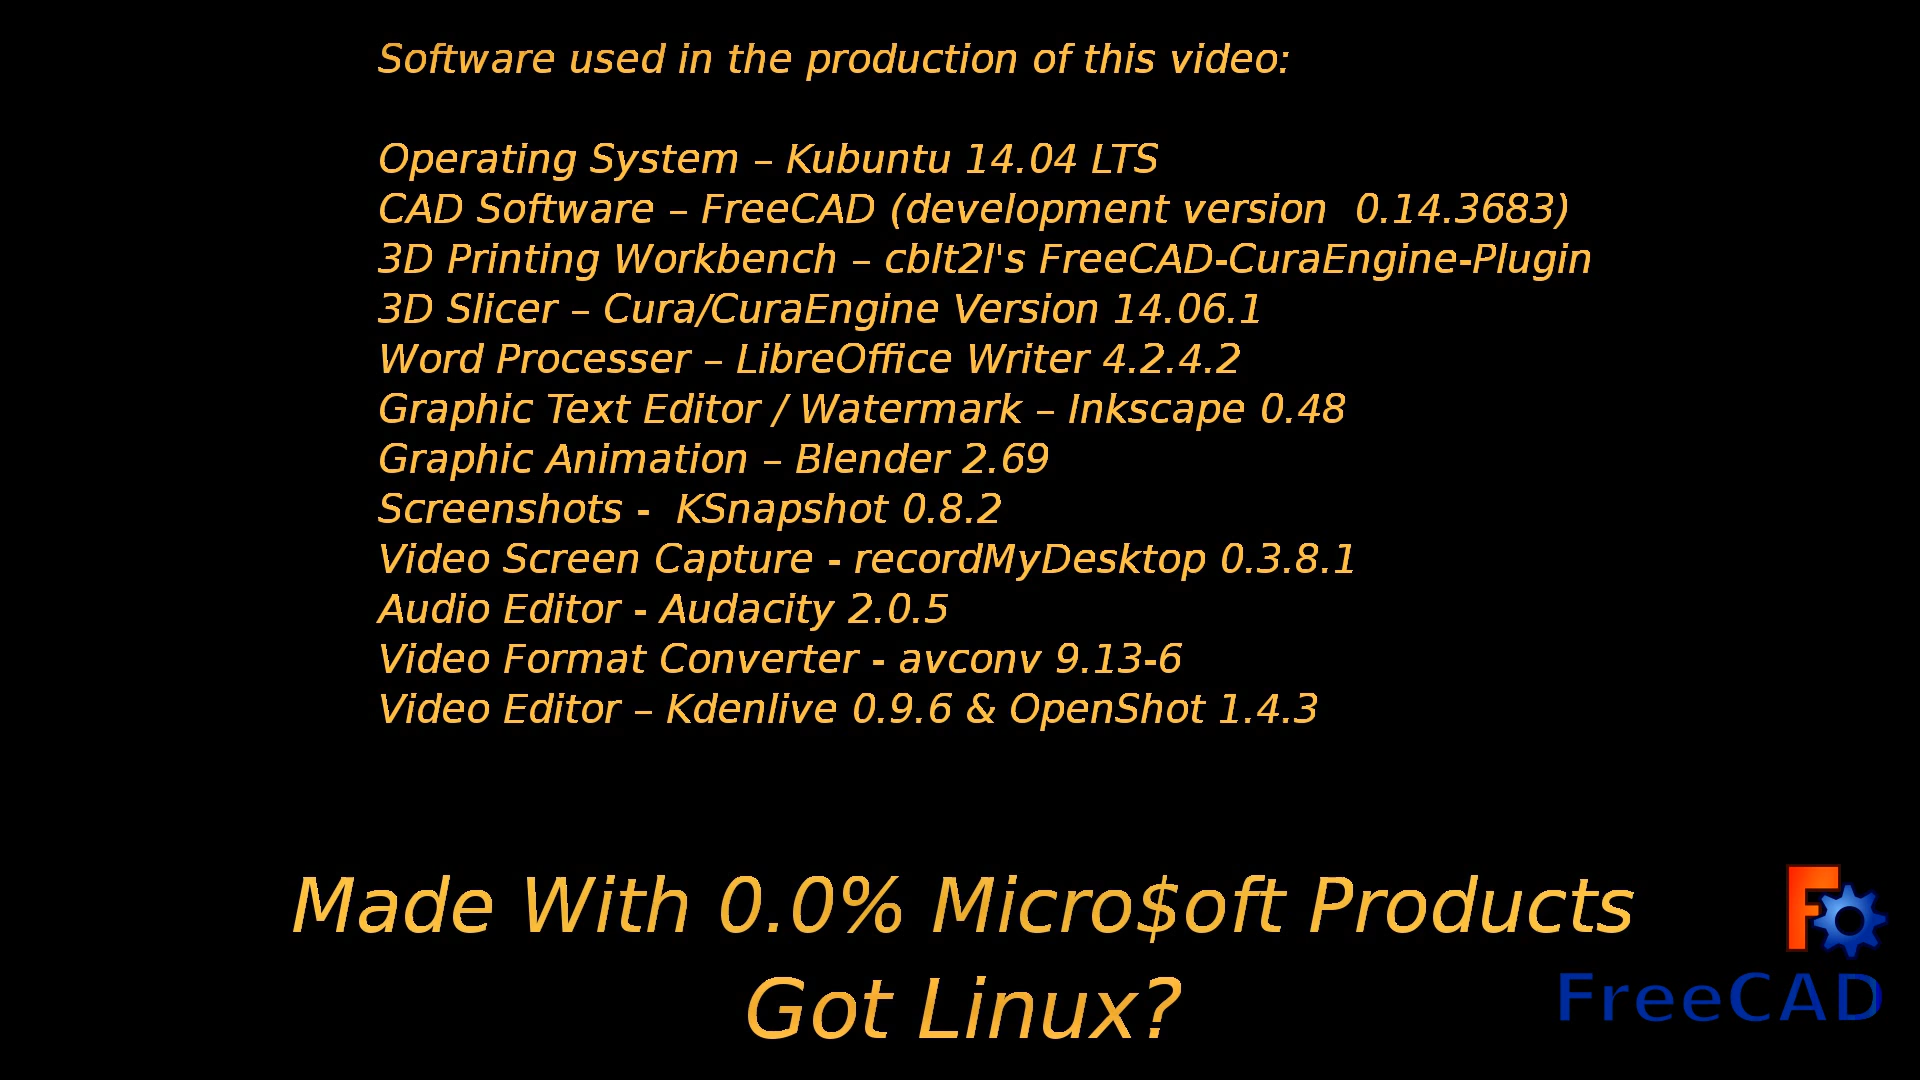 Software used in the production of this video:
Operating System – Kubuntu 14.04 LTS
CAD Software – FreeCAD (development version  0.14.3683)
3D Printing Workbench – cblt2l's FreeCAD-CuraEngine-Plugin
3D Slicer – Cura/CuraEngine Version 14.06.1
Word Processer – LibreOffice Writer 4.2.4.2
Graphic Text Editor / Watermark – Inkscape 0.48
Graphic Animation – Blender 2.69
Screenshots -  KSnapshot 0.8.2
Video Screen Capture - recordMyDesktop 0.3.8.1
Audio Editor - Audacity 2.0.5
Video Format Converter - avconv 9.13-6
Video Editor – Kdenlive 0.9.6 & OpenShot 1.4.3
Made With 0.0% Micro$oft Products
Got Linux?
F
FreeCAD